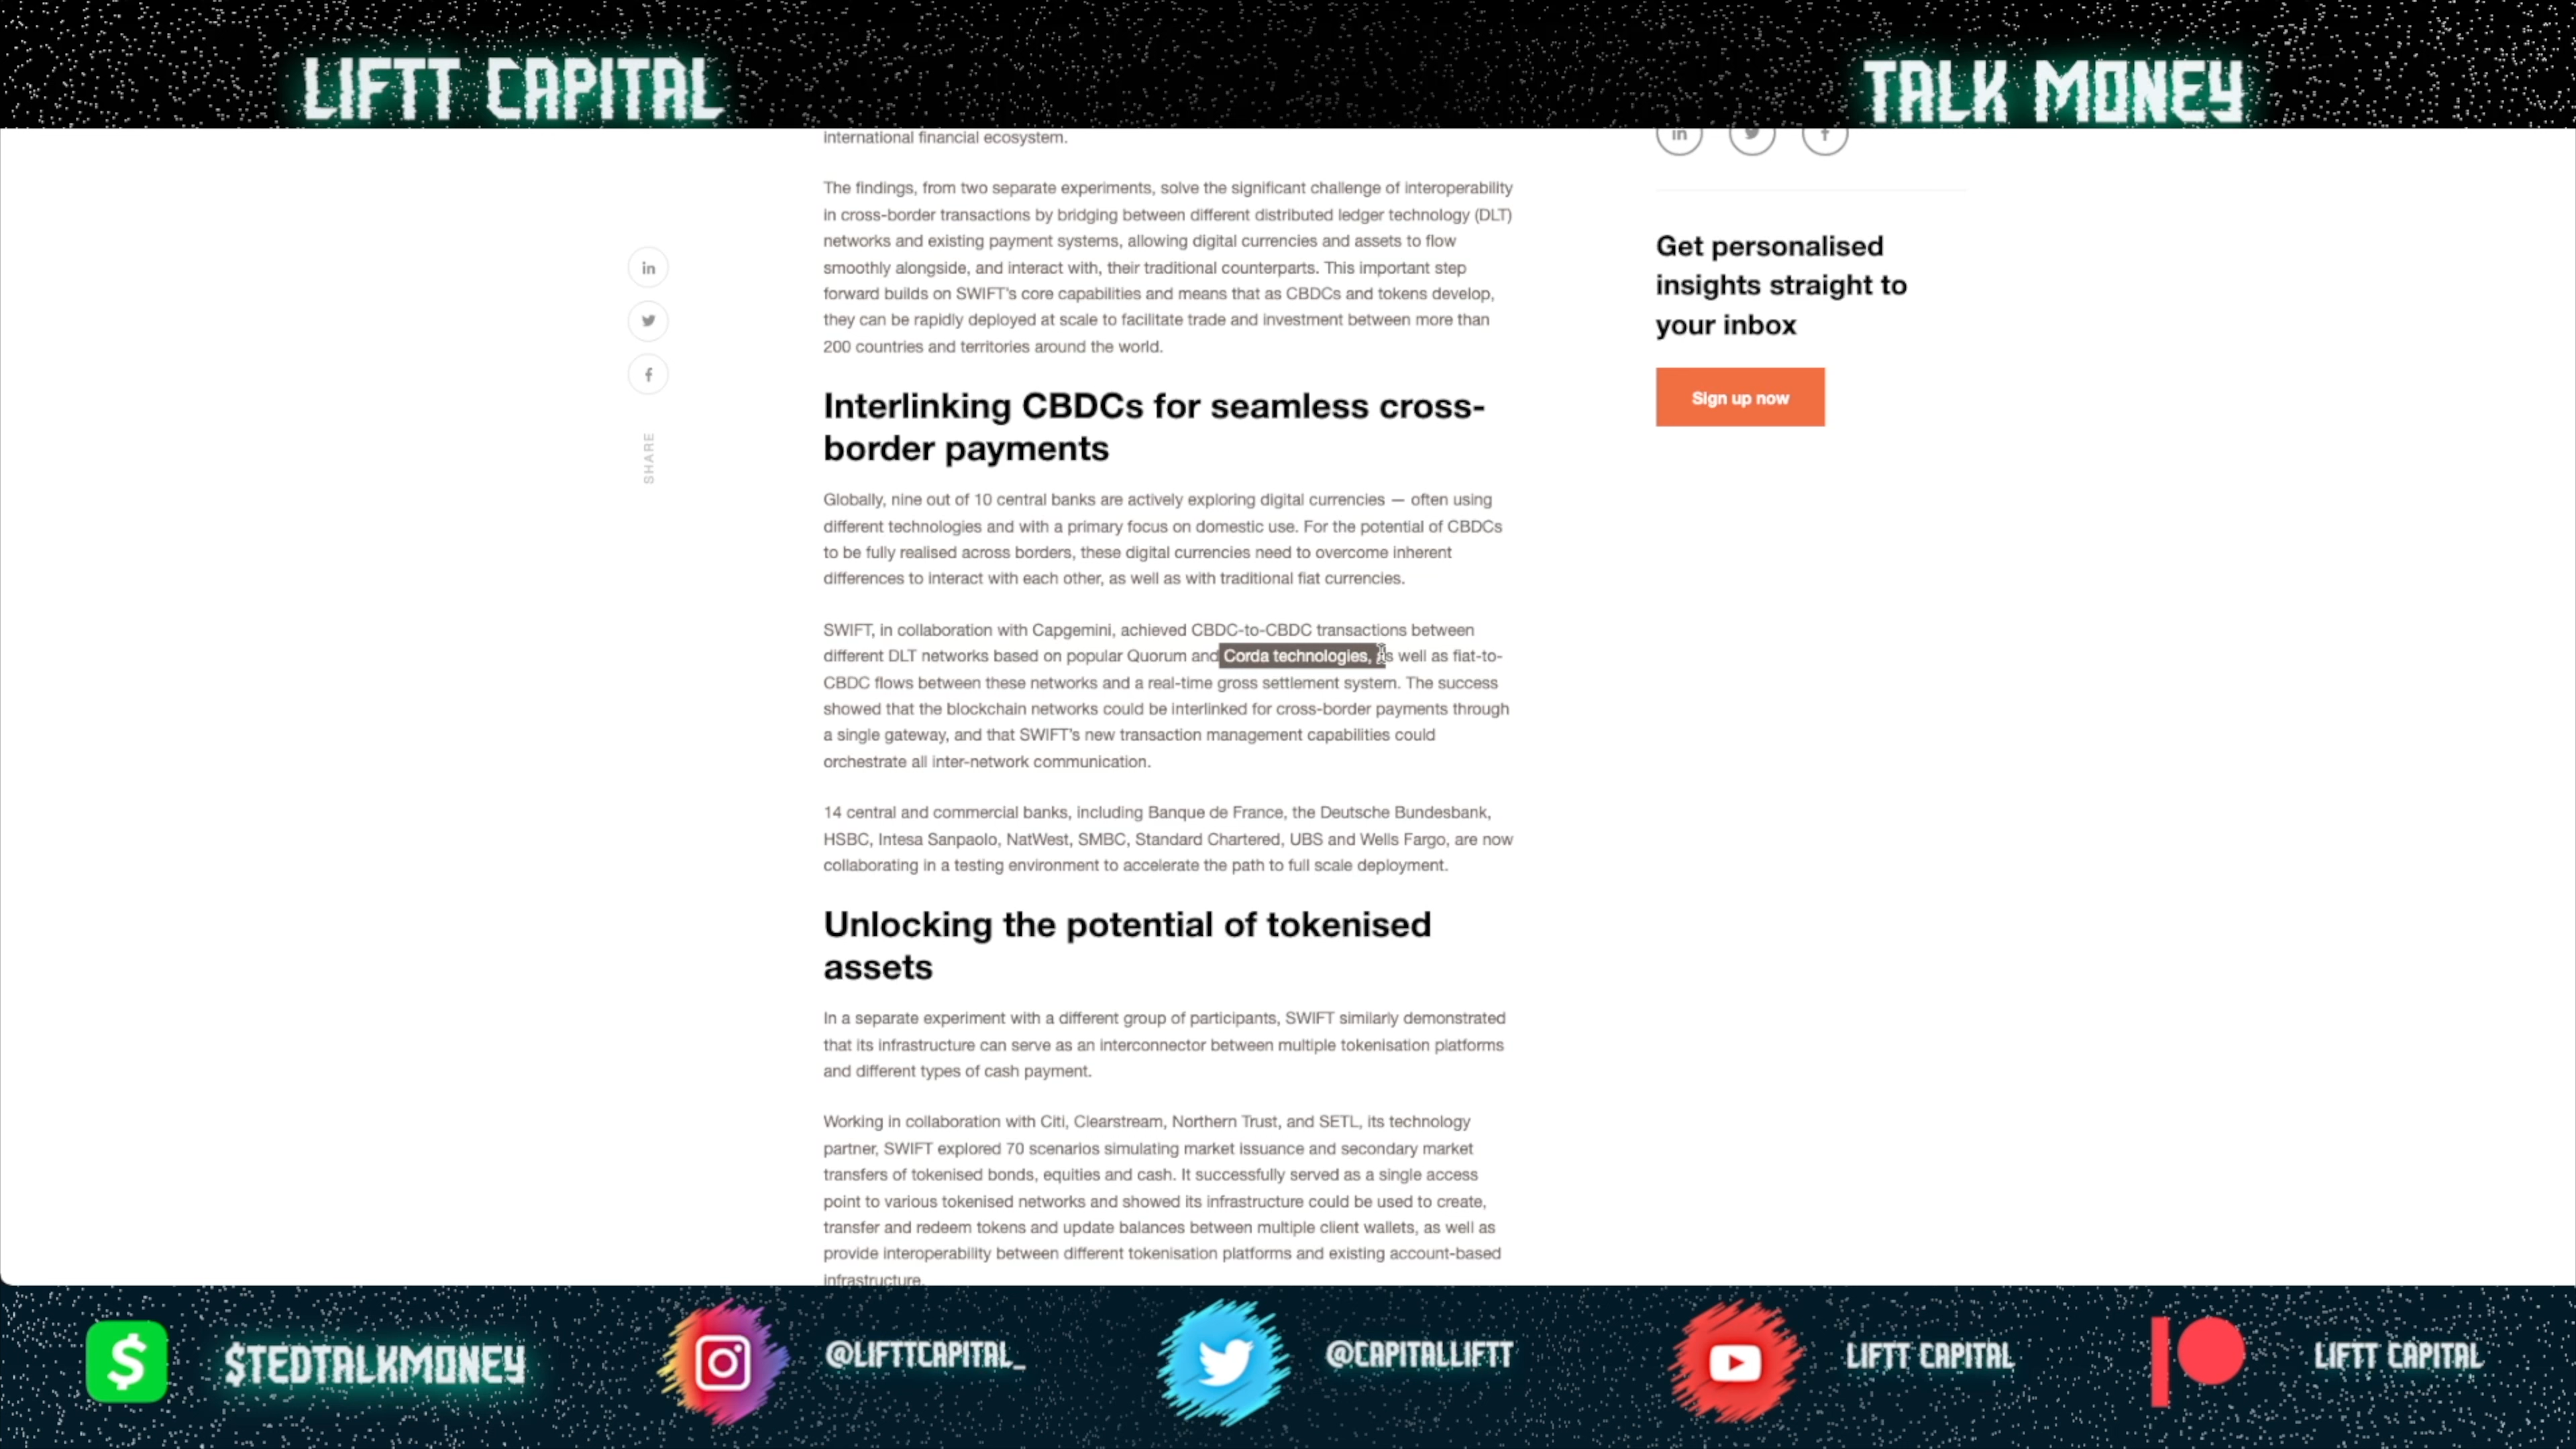 LIFTT CAPITAL
TALK MONEY
international financial ecosystem.
The findings, from two separate experiments, solve the significant challenge of interoperability
in cross-border transactions by bridging between different distributed ledger technology (DLT)
networks and existing payment systems, allowing digital currencies and assets to flow
smoothly alongside, and interact with, their traditional counterparts. This important step
forward builds on SWIFT's core capabilities and means that as CBDCs and tokens develop,
they can be rapidly deployed at scale to facilitate trade and investment between more than
200 countries and territories around the world.
Interlinking CBDCs for seamless cross-
border payments
Globally, nine out of 10 central banks are actively exploring digital currencies — often using
different technologies and with a primary focus on domestic use. For the potential of CBDCs
to be fully realised across borders, these digital currencies need to overcome inherent
differences to interact with each other, as well as with traditional fiat currencies.
SWIFT, in collaboration with Capgemini, achieved CBDC-to-CBDC transactions between
different DLT networks based on popular Quorum and Corda technologies, as well as fiat-to-
CBDC flows between these networks and a real-time gross settlement system. The success
showed that the blockchain networks could be interlinked for cross-border payments through
a single gateway, and that SWIFT's new transaction management capabilities could
orchestrate all inter-network communication.
14 central and commercial banks, including Banque de France, the Deutsche Bundesbank,
HSBC, Intesa Sanpaolo, NatWest, SMBC, Standard Chartered, UBS and Wells Fargo, are now
collaborating in a testing environment to accelerate the path to full scale deployment.
Unlocking the potential of tokenised
assets
In a separate experiment with a different group of participants, SWIFT similarly demonstrated
that its infrastructure can serve as an interconnector between multiple tokenisation platforms
and different types of cash payment.
Working in collaboration with Citi, Clearstream, Northern Trust, and SETL, its technology
partner, SWIFT explored 70 scenarios simulating market issuance and secondary market
transfers of tokenised bonds, equities and cash. It successfully served as a single access
point to various tokenised networks and showed its infrastructure could be used to create,
transfer and redeem tokens and update balances between multiple client wallets, as well as
provide interoperability between different tokenisation platforms and existing account-based
infrastructure.
SHARE
Get personalised
insights straight to
your inbox
Sign up now
$TEDTALKMONEY
@LIFTTCAPITAL_
@CAPITALLIFTT
LIFTT CAPITAL
LIFTT CAPITAL